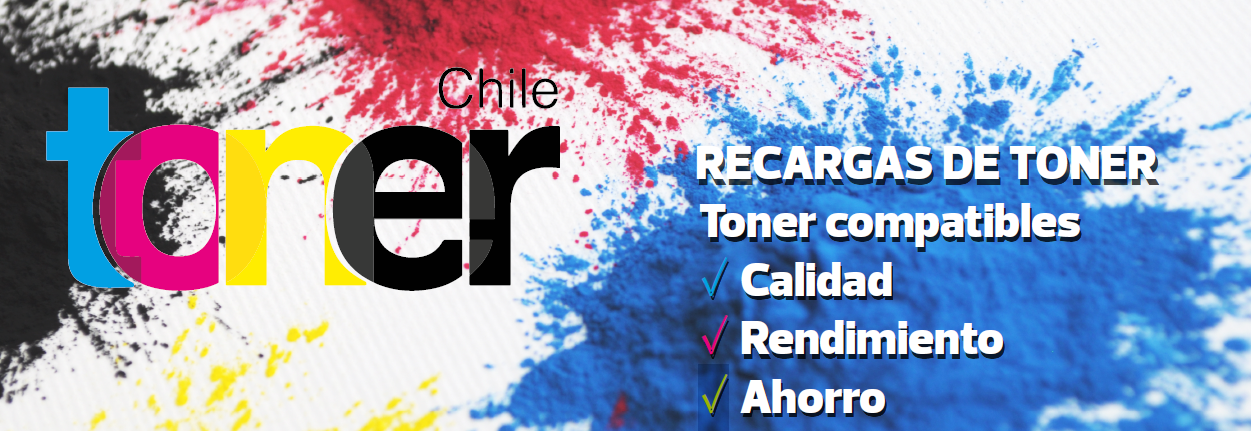 Chile
toner
RECARGAS DE TONER
Toner compatibles
Calidad
Rendimiento
Ahorro